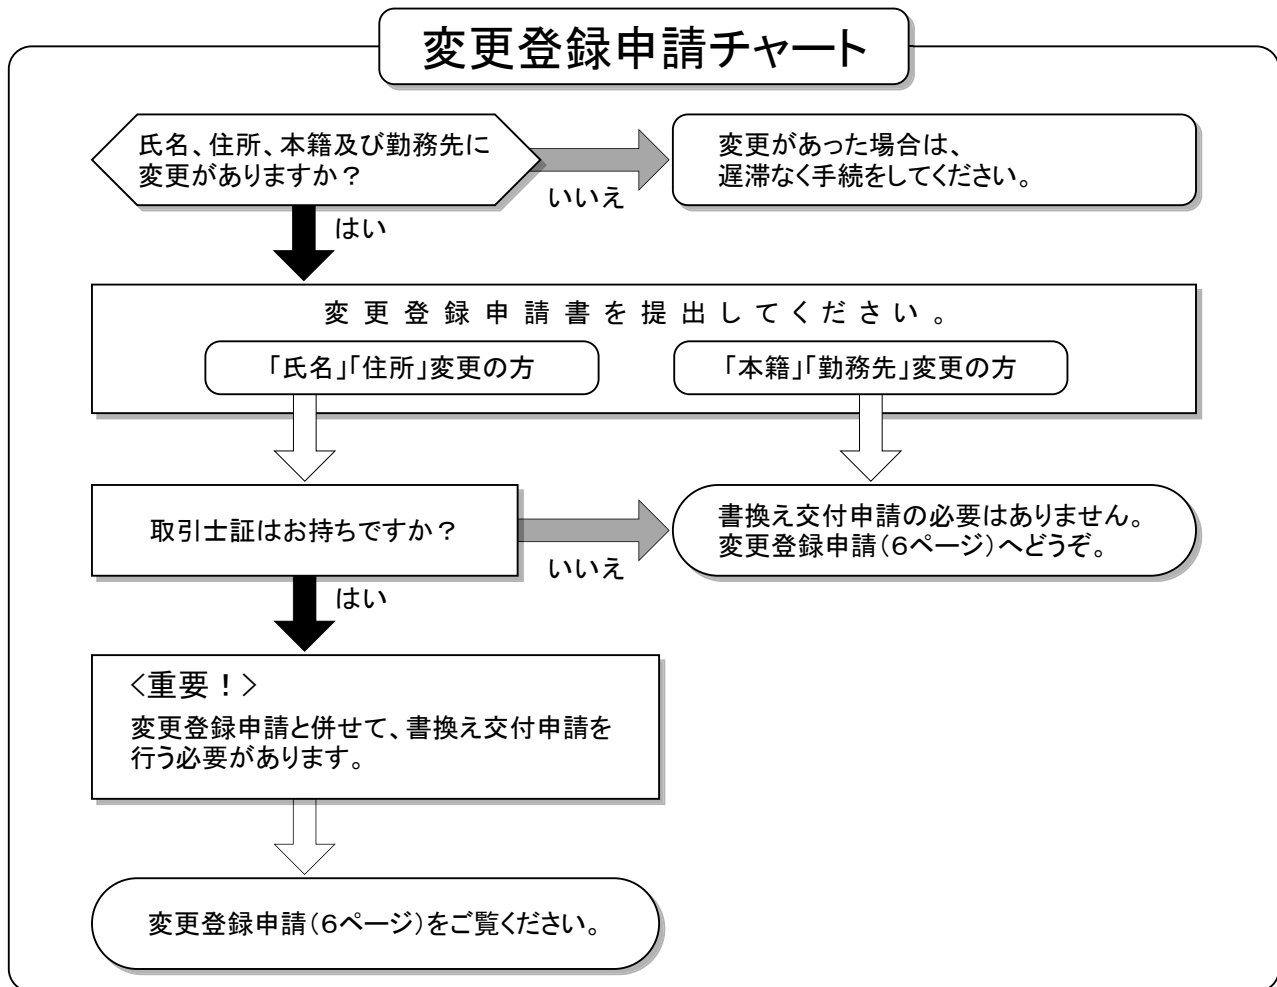 変更登録申請チャート
氏名、住所、本籍及び勤務先に
変更がありますか？
いいえ
変更があった場合は、
遅滞なく手続をしてください。
はい
変更登録申請書を提出してください。
「氏名」「住所」変更の方
「本籍」「勤務先」変更の方
取引士証はお持ちですか？
いいえ
書換え交付申請の必要はありません。
変更登録申請（６ページ）へどうぞ。
はい
＜重要！＞
変更登録申請と併せて、書換え交付申請を
行う必要があります。
変更登録申請（６ページ）をご覧ください。